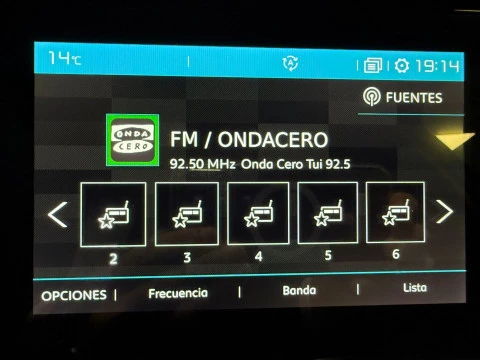 14°C 19:14
FUENTES
ONDA
CERO
FM / ONDACERO
92.50 MHz Onda Cero Tui 92.5
2 3 4 5 6
OPCIONES | Frecuencia | Banda | Lista